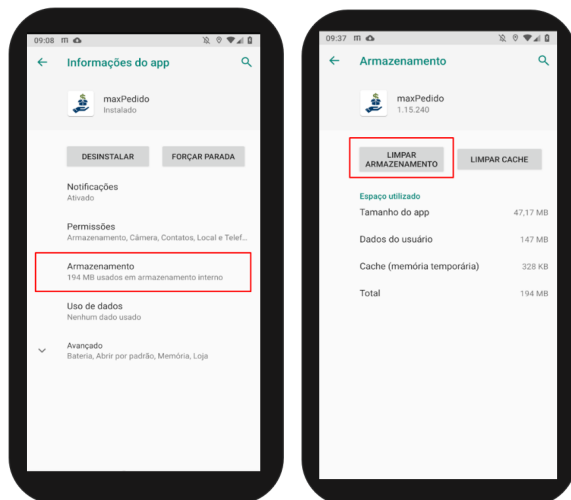 09:08 m
Informações do app
maxPedido
Instalado
DESINSTALAR
FORÇAR PARADA
Notificações
Ativado
Permissões
Armazenamento, Câmera, Contatos, Local e Telef...
Armazenamento
194 MB usados em armazenamento interno
Uso de dados
Nenhum dado usado
Avançado
Bateria, Abrir por padrão, Memória, Loja
09:37 m
Armazenamento
maxPedido
1.15.240
LIMPAR
ARMAZENAMENTO
LIMPAR CACHE
Espaço utilizado
Tamanho do app 47,17 MB
Dados do usuário 147 MB
Cache (memória temporária) 328 KB
Total 194 MB